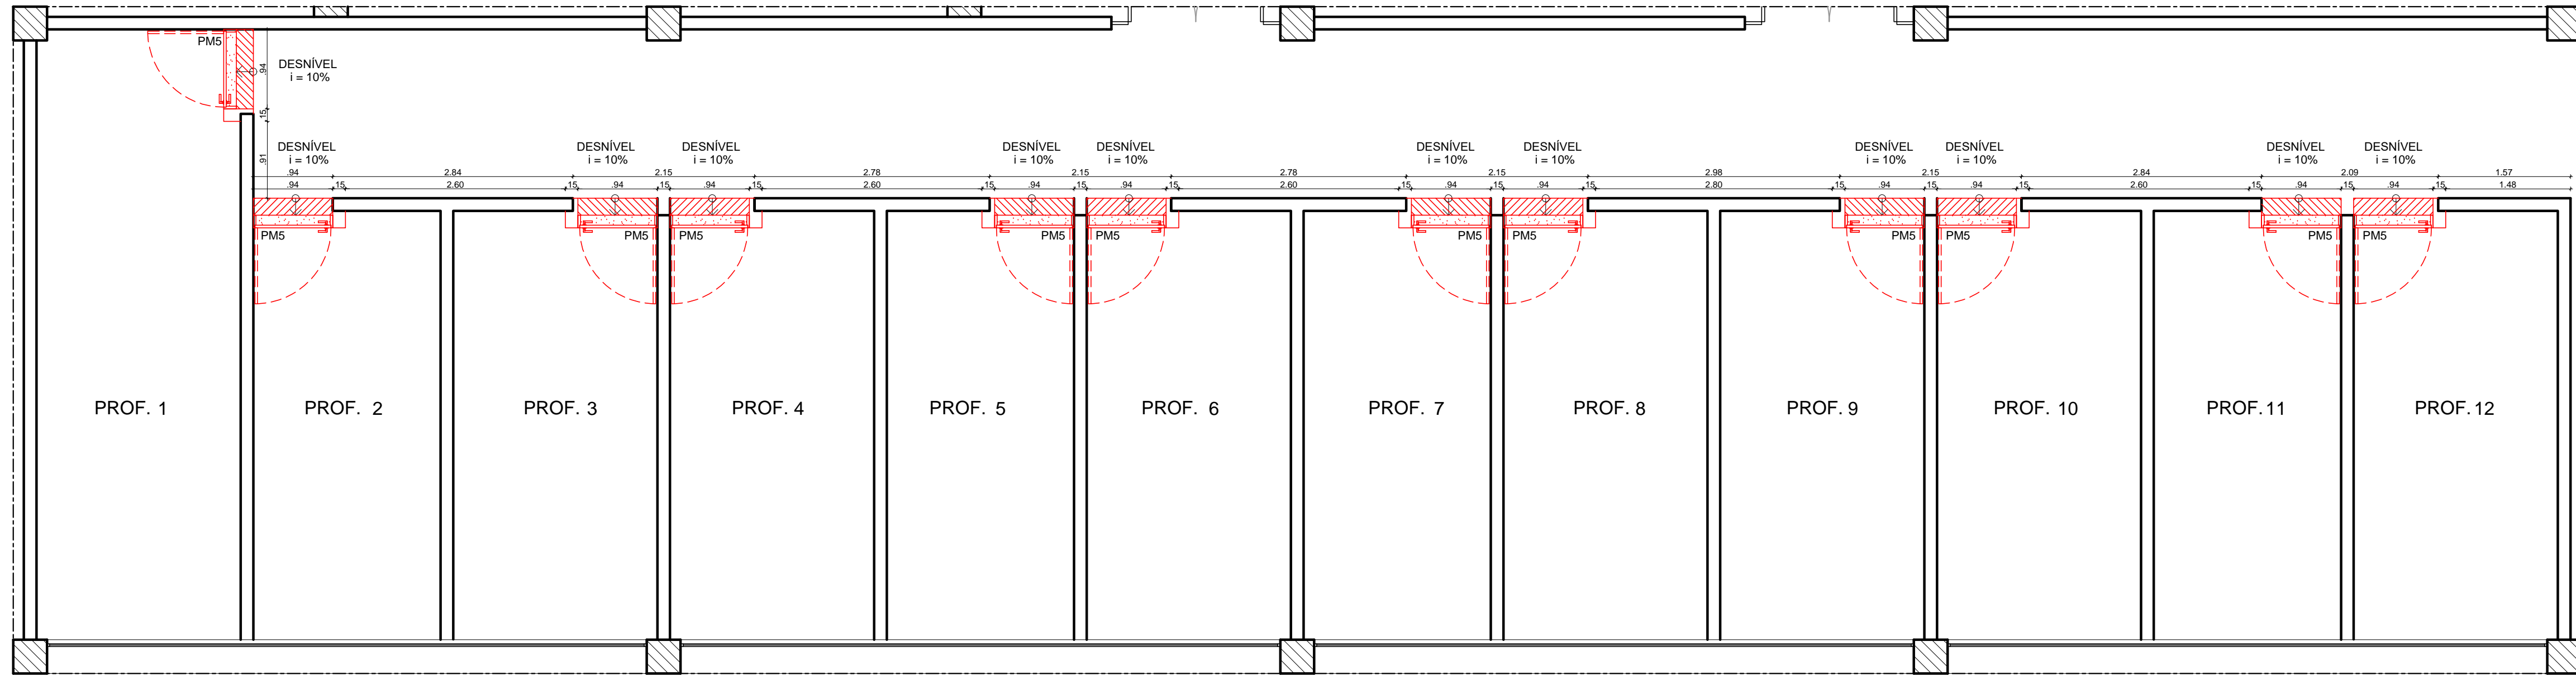 PM5
DESNÍVEL
i = 10%
.94
.15
.91
DESNÍVEL
i = 10%
DESNÍVEL
i = 10%
DESNÍVEL
i = 10%
DESNÍVEL
i = 10%
DESNÍVEL
i = 10%
DESNÍVEL
i = 10%
DESNÍVEL
i = 10%
DESNÍVEL
i = 10%
DESNÍVEL
i = 10%
DESNÍVEL
i = 10%
DESNÍVEL
i = 10%
.94 2.84 2.15 2.78 2.15 2.78 2.15 2.98 2.15 2.84 2.09 1.57
.94 .15 2.60 .15 .94 .15 .94 .15 2.60 .15 .94 .15 .94 .15 2.60 .15 .94 .15 .94 .15 2.80 .15 .94 .15 .94 .15 2.60 .15 .94 .15 .94 .15 1.48
PM5 PM5 PM5 PM5 PM5 PM5 PM5 PM5 PM5 PM5 PM5
PROF. 1 PROF. 2 PROF. 3 PROF. 4 PROF. 5 PROF. 6 PROF. 7 PROF. 8 PROF. 9 PROF. 10 PROF. 11 PROF. 12